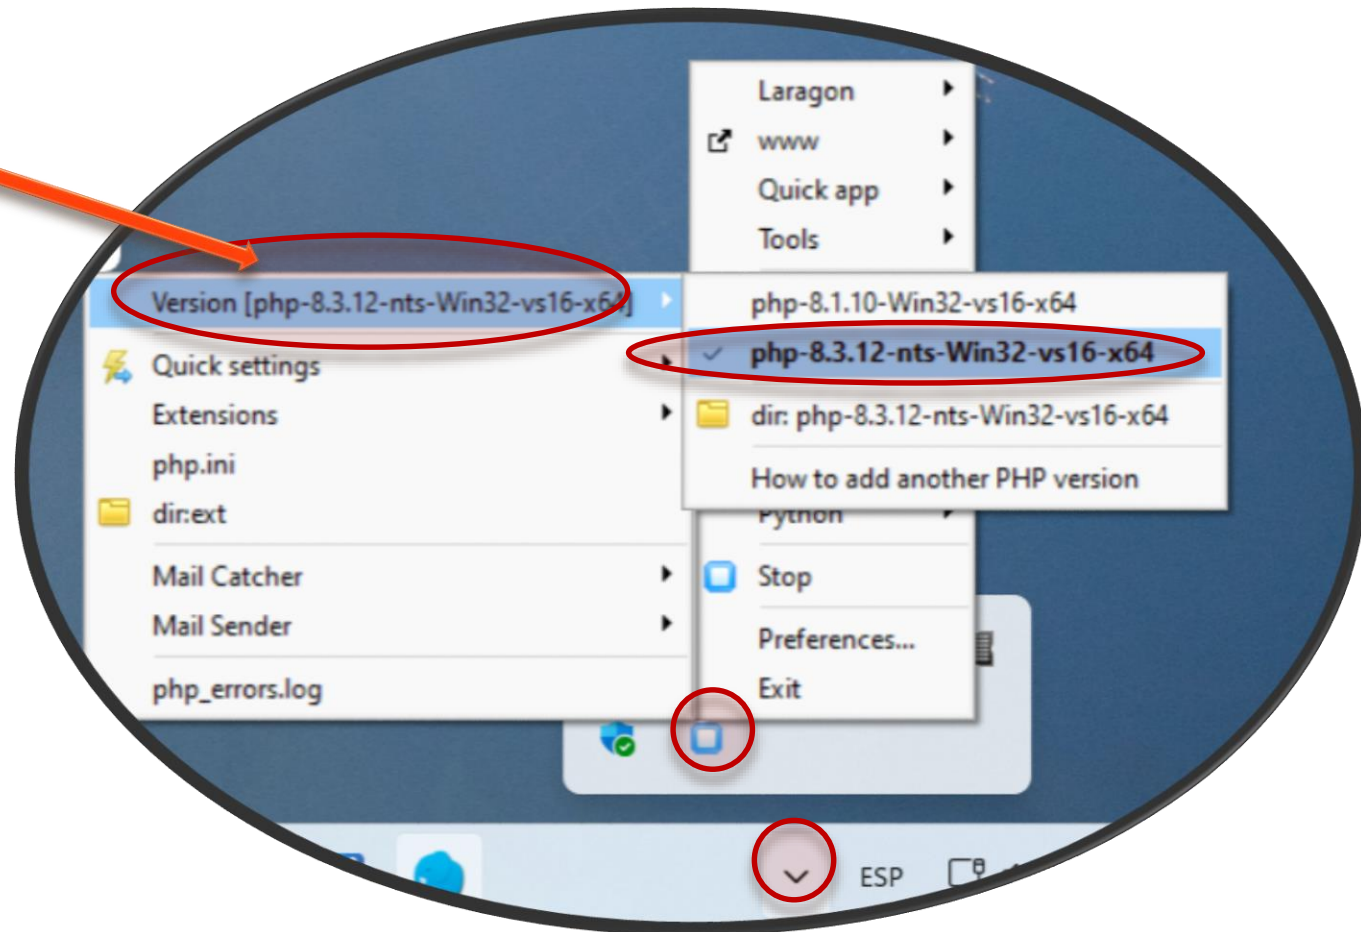 Laragon
www
Quick app
Tools
Version [php-8.3.12-nts-Win32-vs16-x64]
Quick settings
Extensions
php.ini
dir:ext
Mail Catcher
Mail Sender
php_errors.log
php-8.1.10-Win32-vs16-x64
php-8.3.12-nts-Win32-vs16-x64
dir: php-8.3.12-nts-Win32-vs16-x64
How to add another PHP version
Python
Stop
Preferences...
Exit
ESP